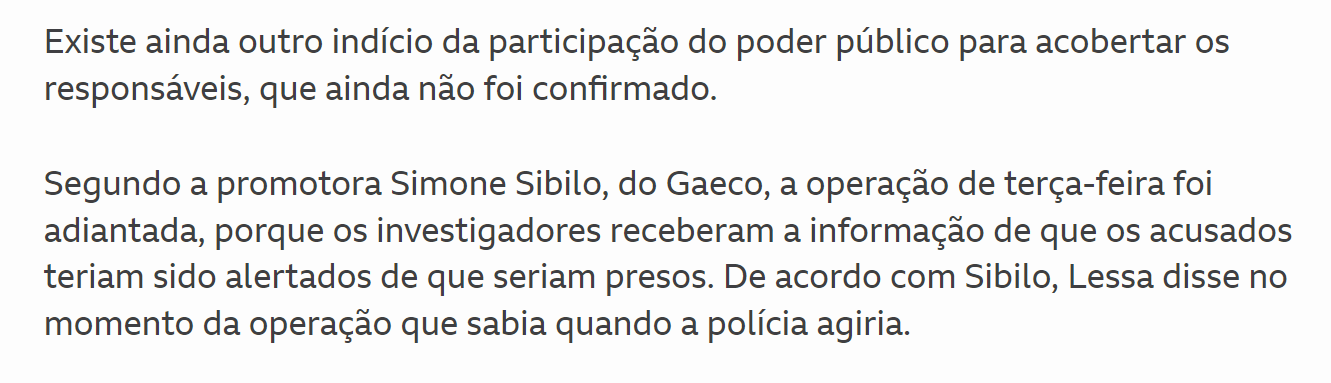 Existe ainda outro indício da participação do poder público para acobertar os
responsáveis, que ainda não foi confirmado.
Segundo a promotora Simone Sibilo, do Gaeco, a operação de terça-feira foi
adiantada, porque os investigadores receberam a informação de que os acusados
teriam sido alertados de que seriam presos. De acordo com Sibilo, Lessa disse no
momento da operação que sabia quando a polícia agiria.